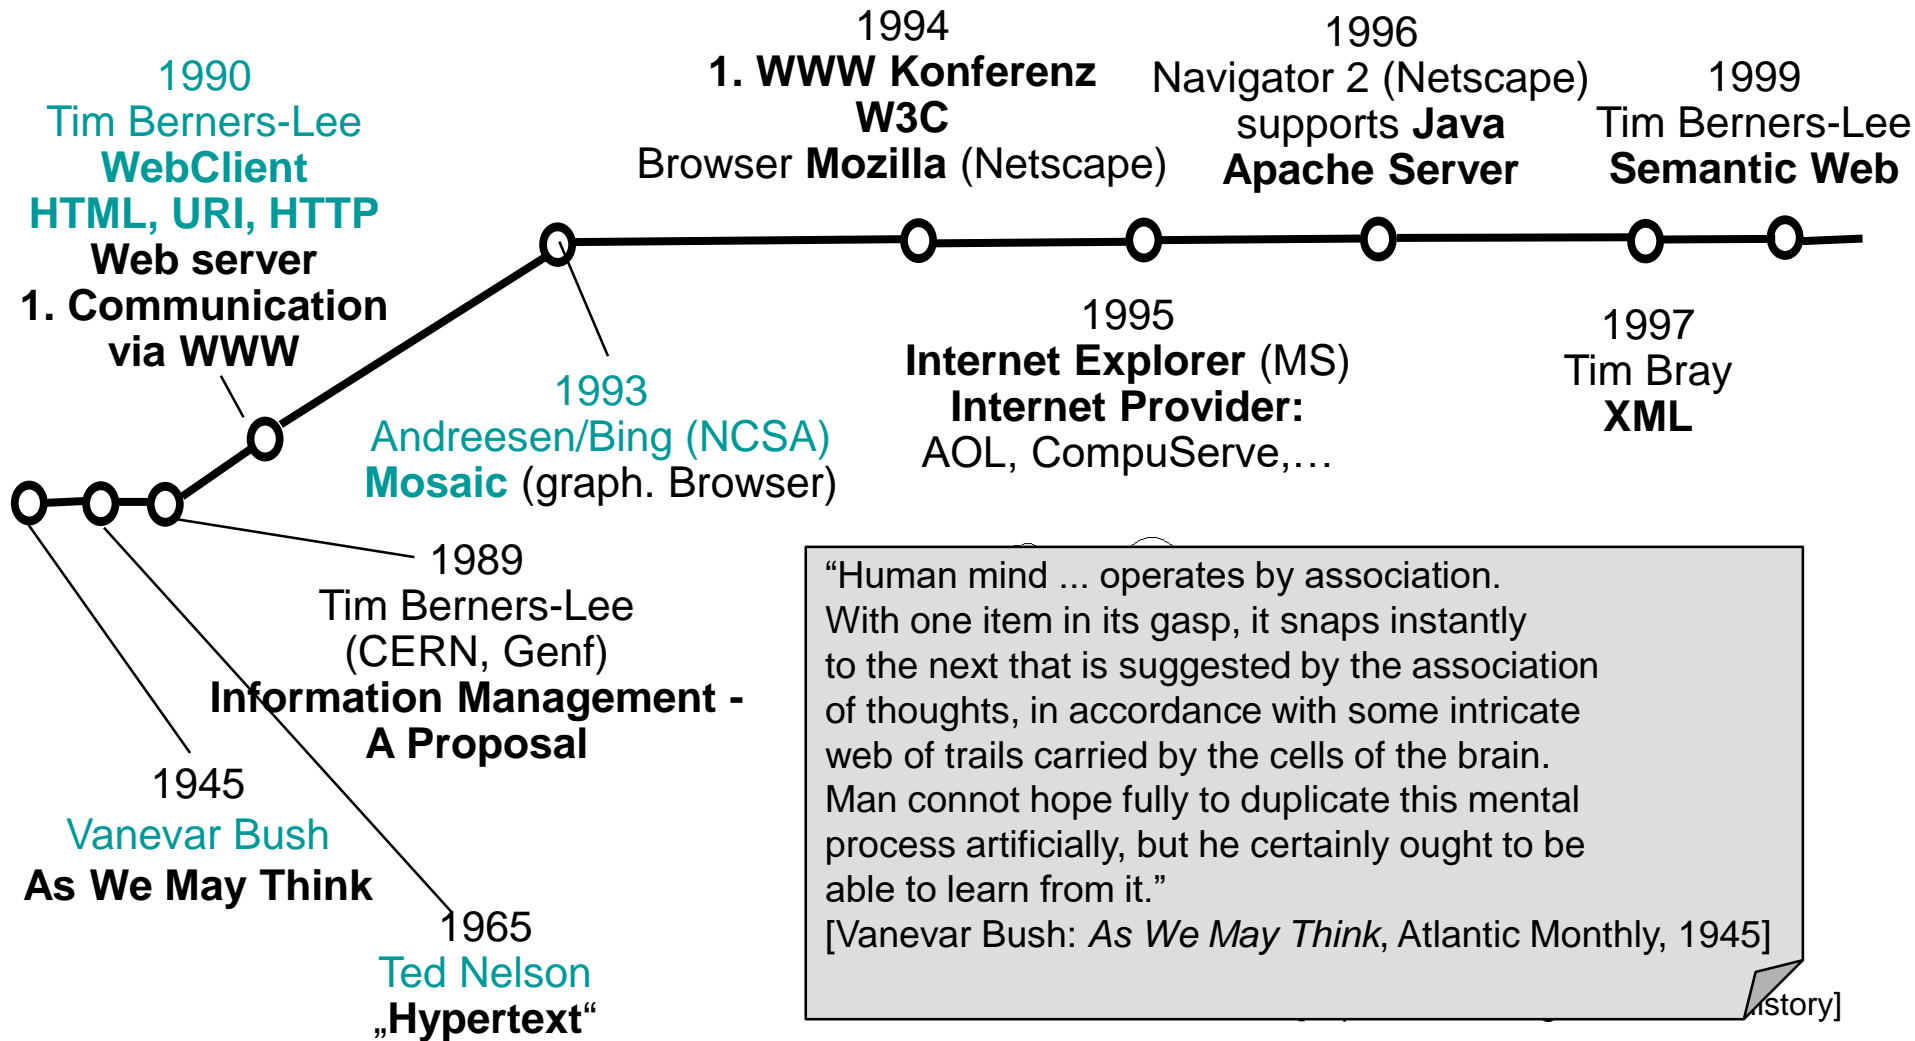 1990
Tim Berners-Lee
WebClient
HTML, URI, HTTP
Web server
1. Communication
via WWW
1994
1. WWW Konferenz
W3C
Browser Mozilla (Netscape)
1996
Navigator 2 (Netscape)
supports Java
Apache Server
1999
Tim Berners-Lee
Semantic Web
1993
Andreesen/Bing (NCSA)
Mosaic (graph. Browser)
1995
Internet Explorer (MS)
Internet Provider:
AOL, CompuServe,…
1997
Tim Bray
XML
1989
Tim Berners-Lee
(CERN, Genf)
Information Management -
A Proposal
1945
Vanevar Bush
As We May Think
1965
Ted Nelson
„Hypertext“
“Human mind ... operates by association.
With one item in its gasp, it snaps instantly
to the next that is suggested by the association
of thoughts, in accordance with some intricate
web of trails carried by the cells of the brain.
Man connot hope fully to duplicate this mental
process artificially, but he certainly ought to be
able to learn from it.”
[Vanevar Bush: As We May Think, Atlantic Monthly, 1945]